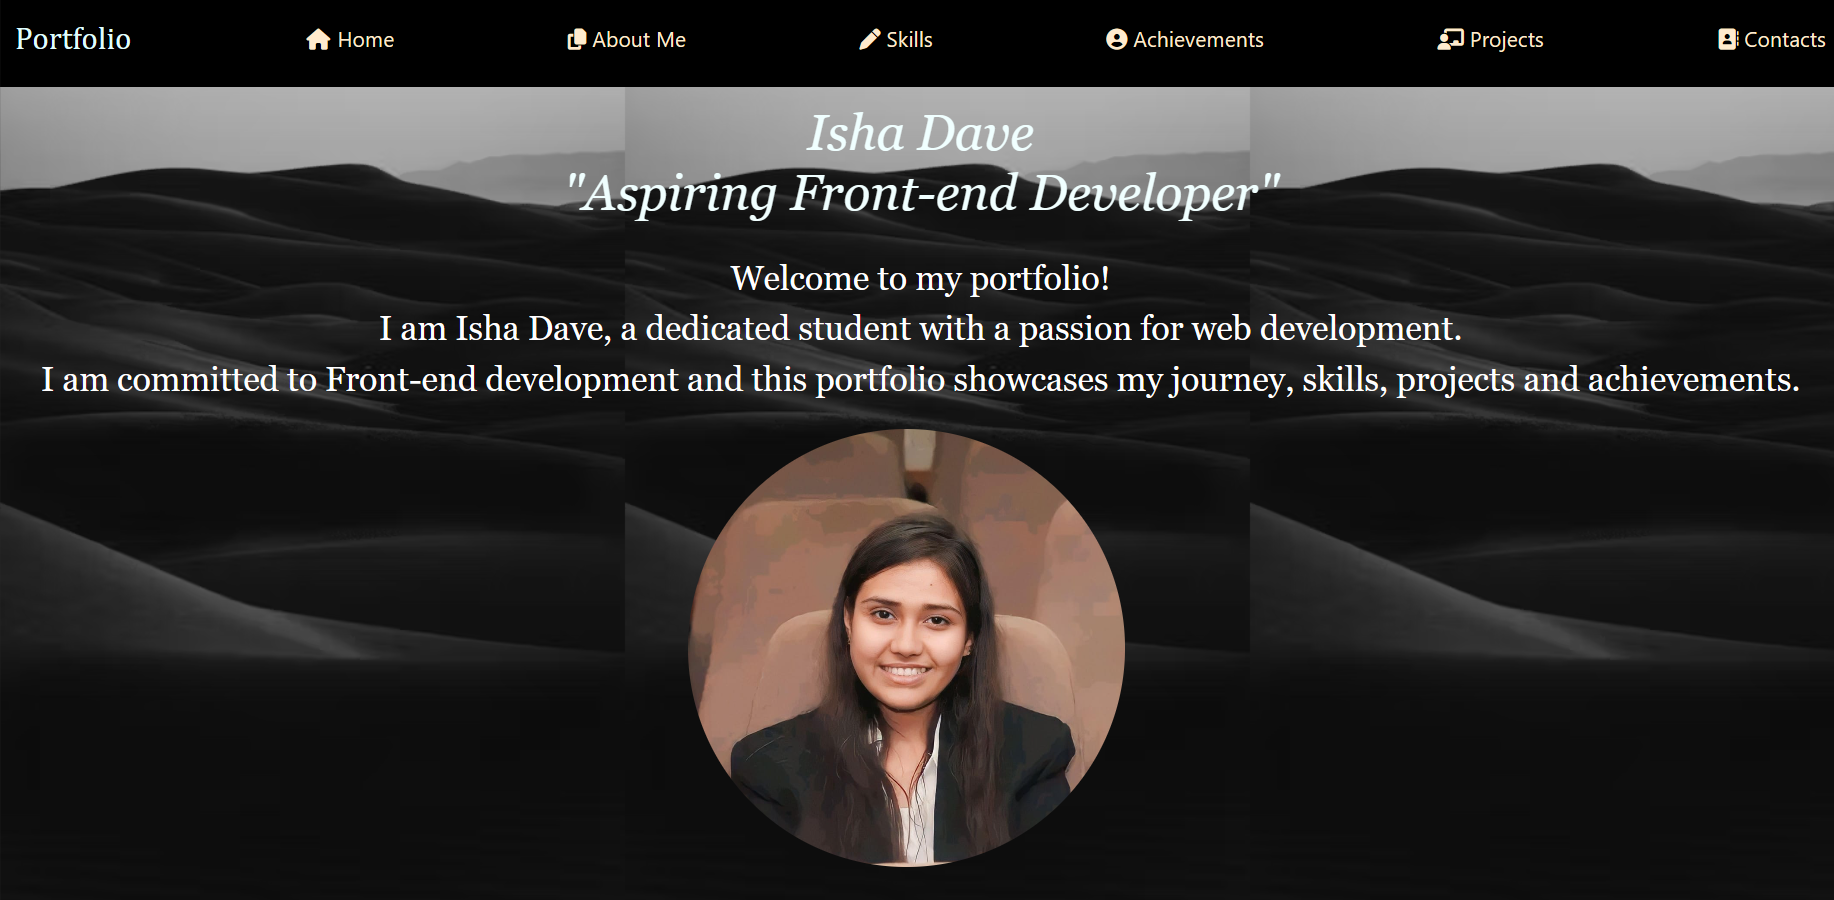 Portfolio
Home
About Me
Skills
Achievements
Projects
Contacts
Isha Dave
"Aspiring Front-end Developer"
Welcome to my portfolio!
I am Isha Dave, a dedicated student with a passion for web development.
I am committed to Front-end development and this portfolio showcases my journey, skills, projects and achievements.